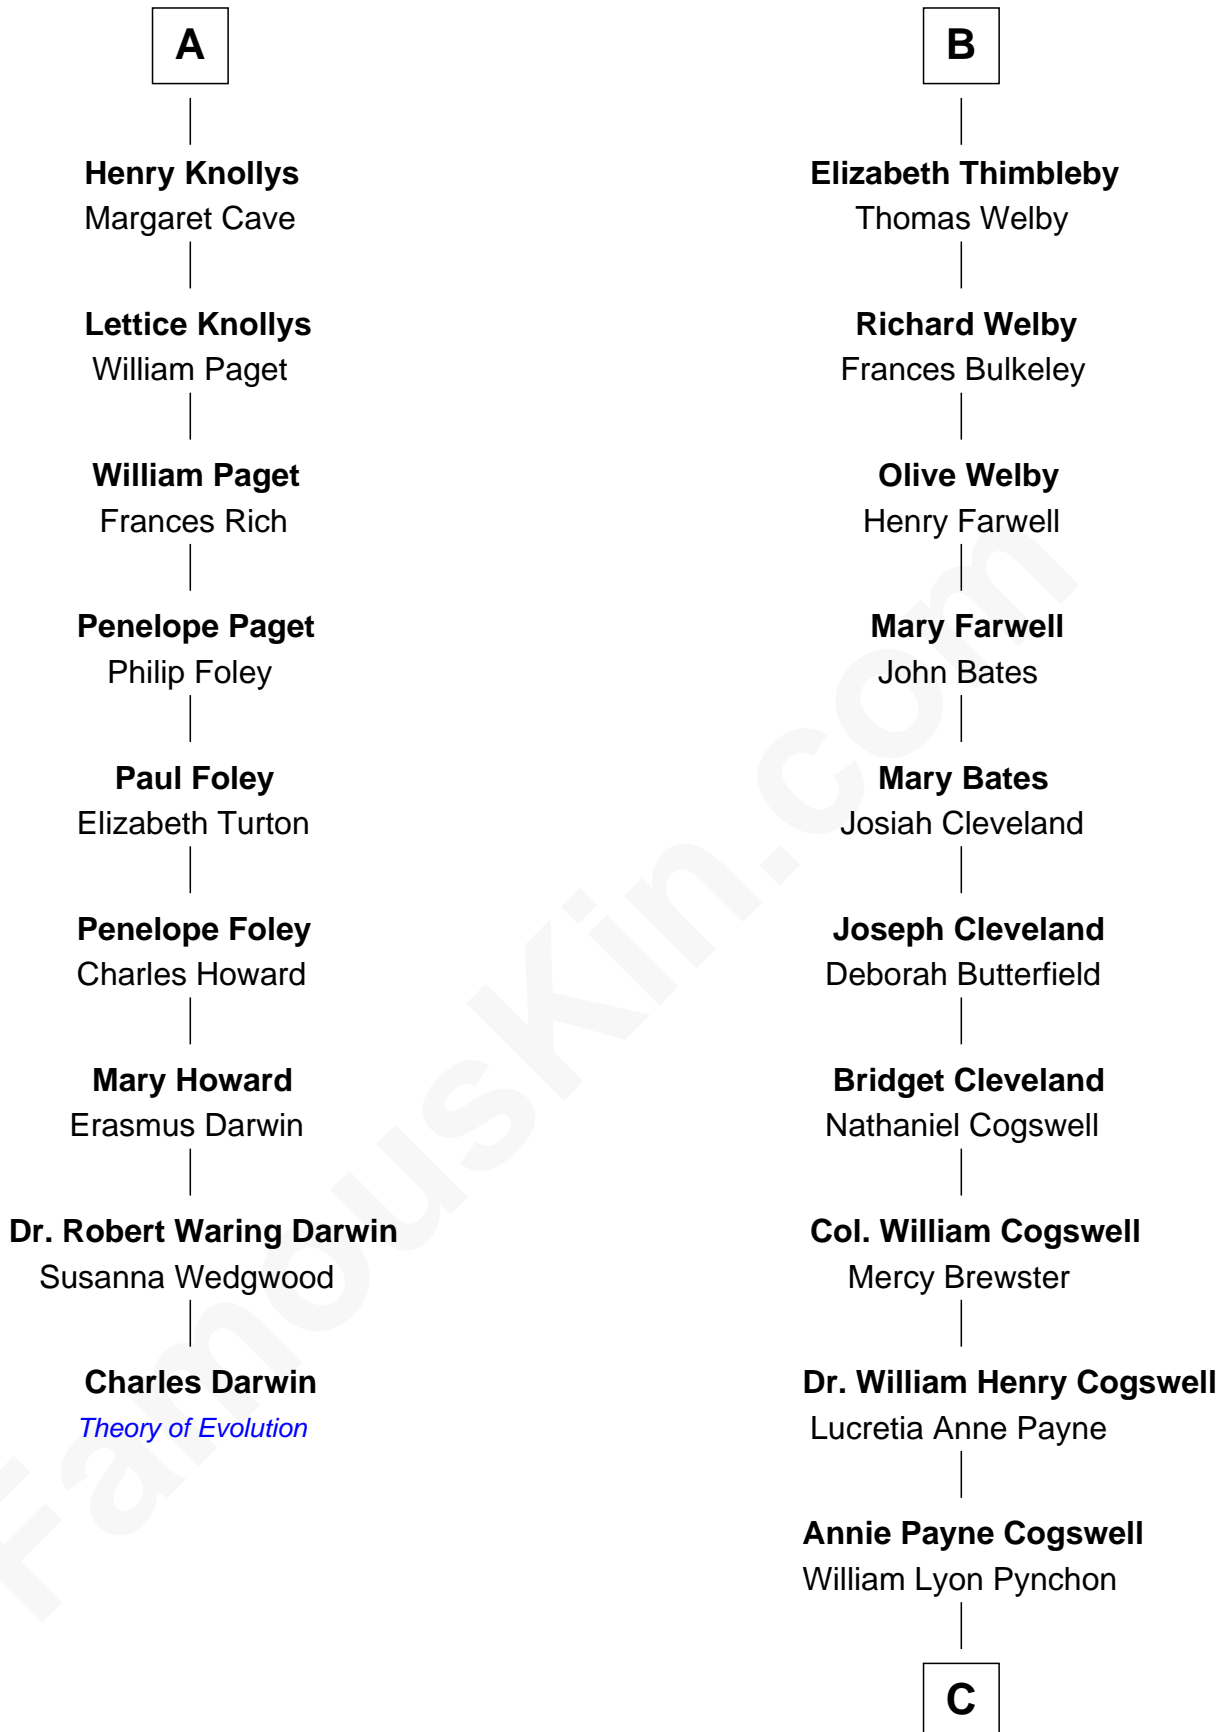 A
Henry Knollys
Margaret Cave
Lettice Knollys
William Paget
William Paget
Frances Rich
Penelope Paget
Philip Foley
Paul Foley
Elizabeth Turton
Penelope Foley
Charles Howard
Mary Howard
Erasmus Darwin
Dr. Robert Waring Darwin
Susanna Wedgwood
Charles Darwin
Theory of Evolution
B
Elizabeth Thimbleby
Thomas Welby
Richard Welby
Frances Bulkeley
Olive Welby
Henry Farwell
Mary Farwell
John Bates
Mary Bates
Josiah Cleveland
Joseph Cleveland
Deborah Butterfield
Bridget Cleveland
Nathaniel Cogswell
Col. William Cogswell
Mercy Brewster
Dr. William Henry Cogswell
Lucretia Anne Payne
Annie Payne Cogswell
William Lyon Pynchon
C
FamousKin.com